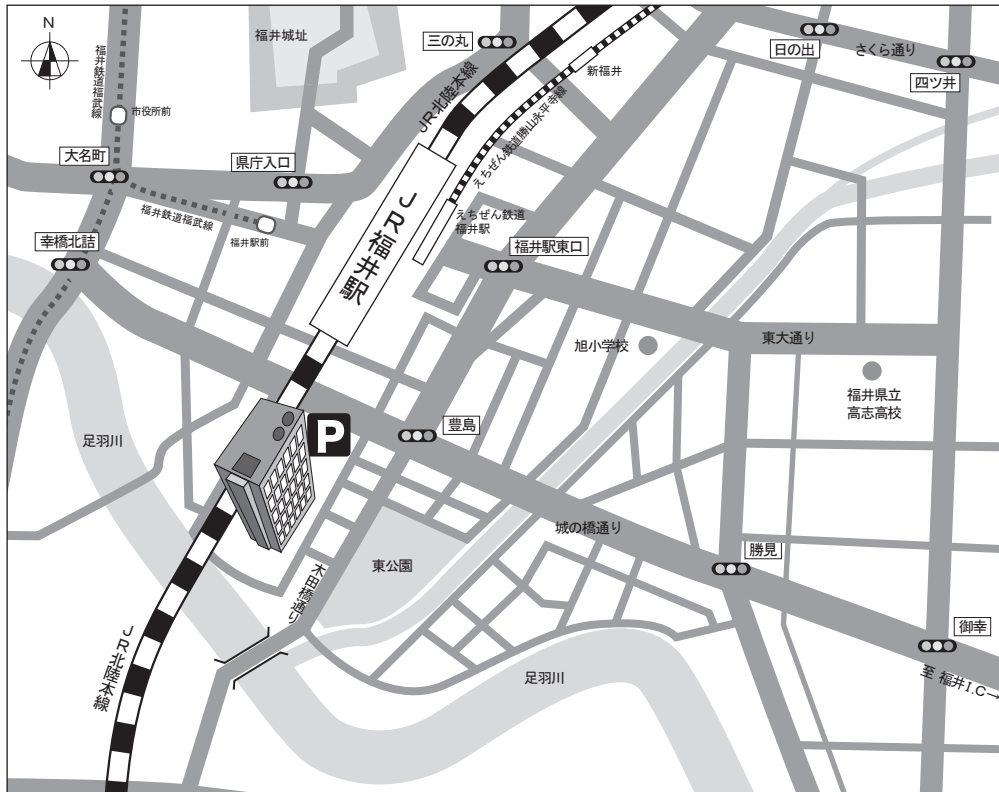 N
福井鉄道福武線
市役所前
大名町
福井城址
県庁入口
三の丸
JR北陸本線
新福井
えちぜん鉄道勝山永平寺線
日の出
さくら通り
四ツ井
福井鉄道福武線
福井駅前
幸橋北詰
JR福井駅
えちぜん鉄道
福井駅
福井駅東口
旭小学校
東大通り
福井県立
高志高校
足羽川
P
豊島
城の橋通り
勝見
東公園
木田橋通り
JR北陸本線
足羽川
御幸
至 福井I.C→